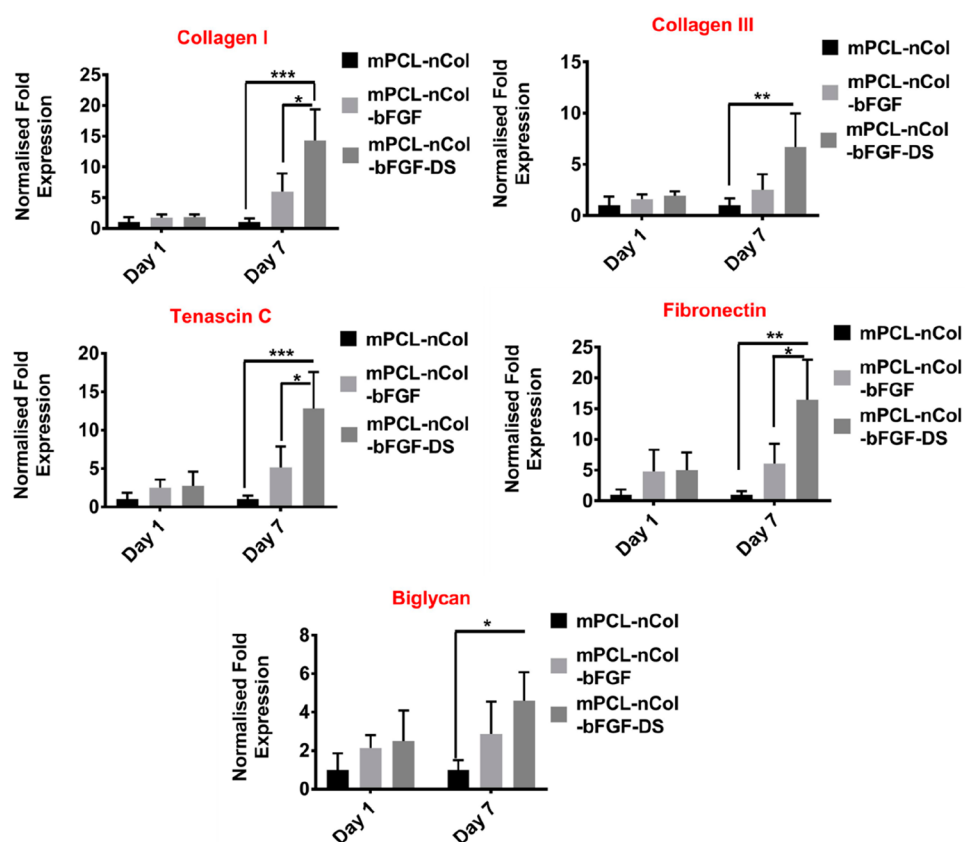 Collagen I
Normalised Fold
Expression
25
20
15
10
5
0
***
*
Day 1
Day 7
mPCL-nCol
mPCL-nCol
-bFGF
mPCL-nCol
-bFGF-DS
Collagen III
Normalised Fold
Expression
15
10
5
0
**
Day 1
Day 7
mPCL-nCol
mPCL-nCol
-bFGF
mPCL-nCol
-bFGF-DS
Tenascin C
Normalised Fold
Expression
20
15
10
5
0
***
*
Day 1
Day 7
mPCL-nCol
mPCL-nCol
-bFGF
mPCL-nCol
-bFGF-DS
Fibronectin
Normalised Fold
Expression
25
20
15
10
5
0
**
*
Day 1
Day 7
mPCL-nCol
mPCL-nCol
-bFGF
mPCL-nCol
-bFGF-DS
Biglycan
Normalised Fold
Expression
8
6
4
2
0
*
Day 1
Day 7
mPCL-nCol
mPCL-nCol
-bFGF
mPCL-nCol
-bFGF-DS